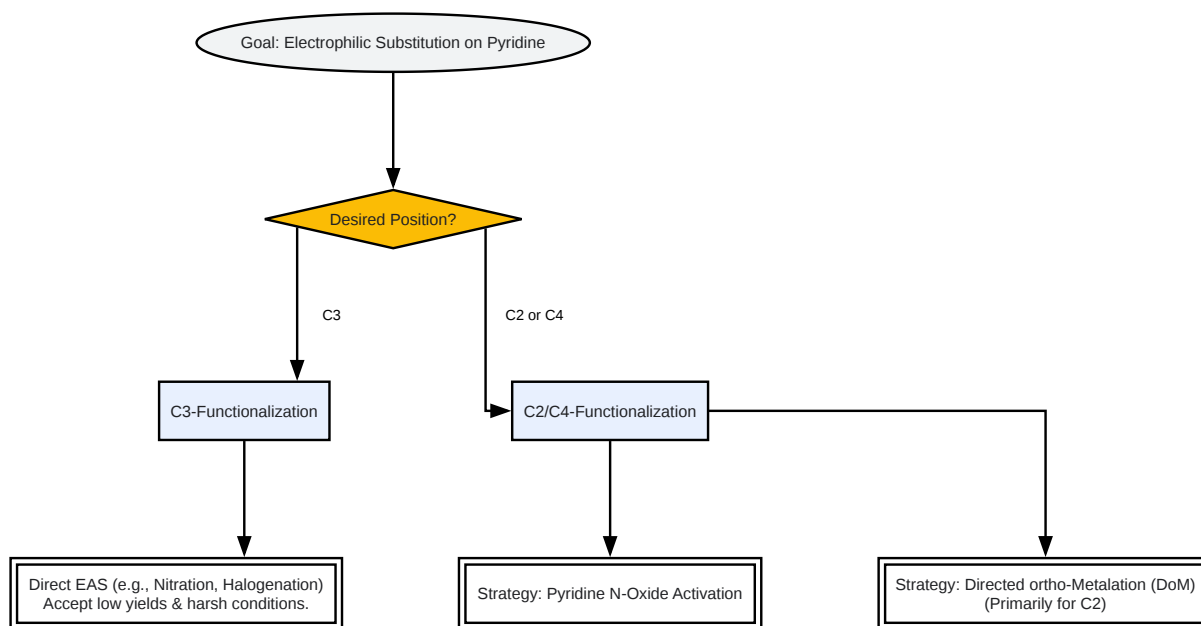 Goal: Electrophilic Substitution on Pyridine
Desired Position?
C3
C2 or C4
C3-Functionalization
C2/C4-Functionalization
Direct EAS (e.g., Nitration, Halogenation)
Accept low yields & harsh conditions.
Strategy: Pyridine N-Oxide Activation
Strategy: Directed ortho-Metalation (DoM)
(Primarily for C2)